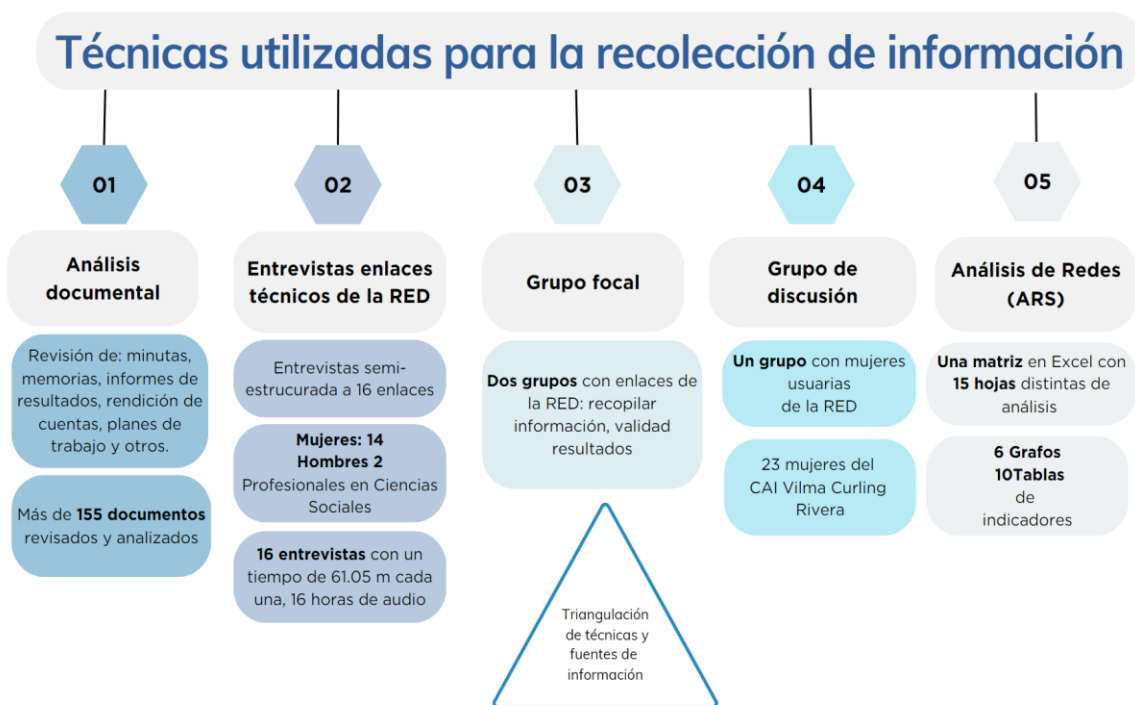 Técnicas utilizadas para la recolección de información
01
Análisis
documental
Revisión de: minutas,
memorias, informes de
resultados, rendición de
cuentas, planes de
trabajo y otros.
Más de 155 documentos
revisados y analizados
02
Entrevistas enlaces
técnicos de la RED
Entrevistas semi-
estrucurada a 16 enlaces
Mujeres: 14
Hombres 2
Profesionales en Ciencias
Sociales
16 entrevistas con un
tiempo de 61.05 m cada
una, 16 horas de audio
03
Grupo focal
Dos grupos con enlaces de
la RED: recopilar
información, validad
resultados
Triangulación
de técnicas y
fuentes de
información
04
Grupo de
discusión
Un grupo con mujeres
usuarias
de la RED
23 mujeres del
CAI Vilma Curling
Rivera
05
Análisis de Redes
(ARS)
Una matriz en Excel con
15 hojas distintas de
análisis
6 Grafos
10Tablas
de
indicadores